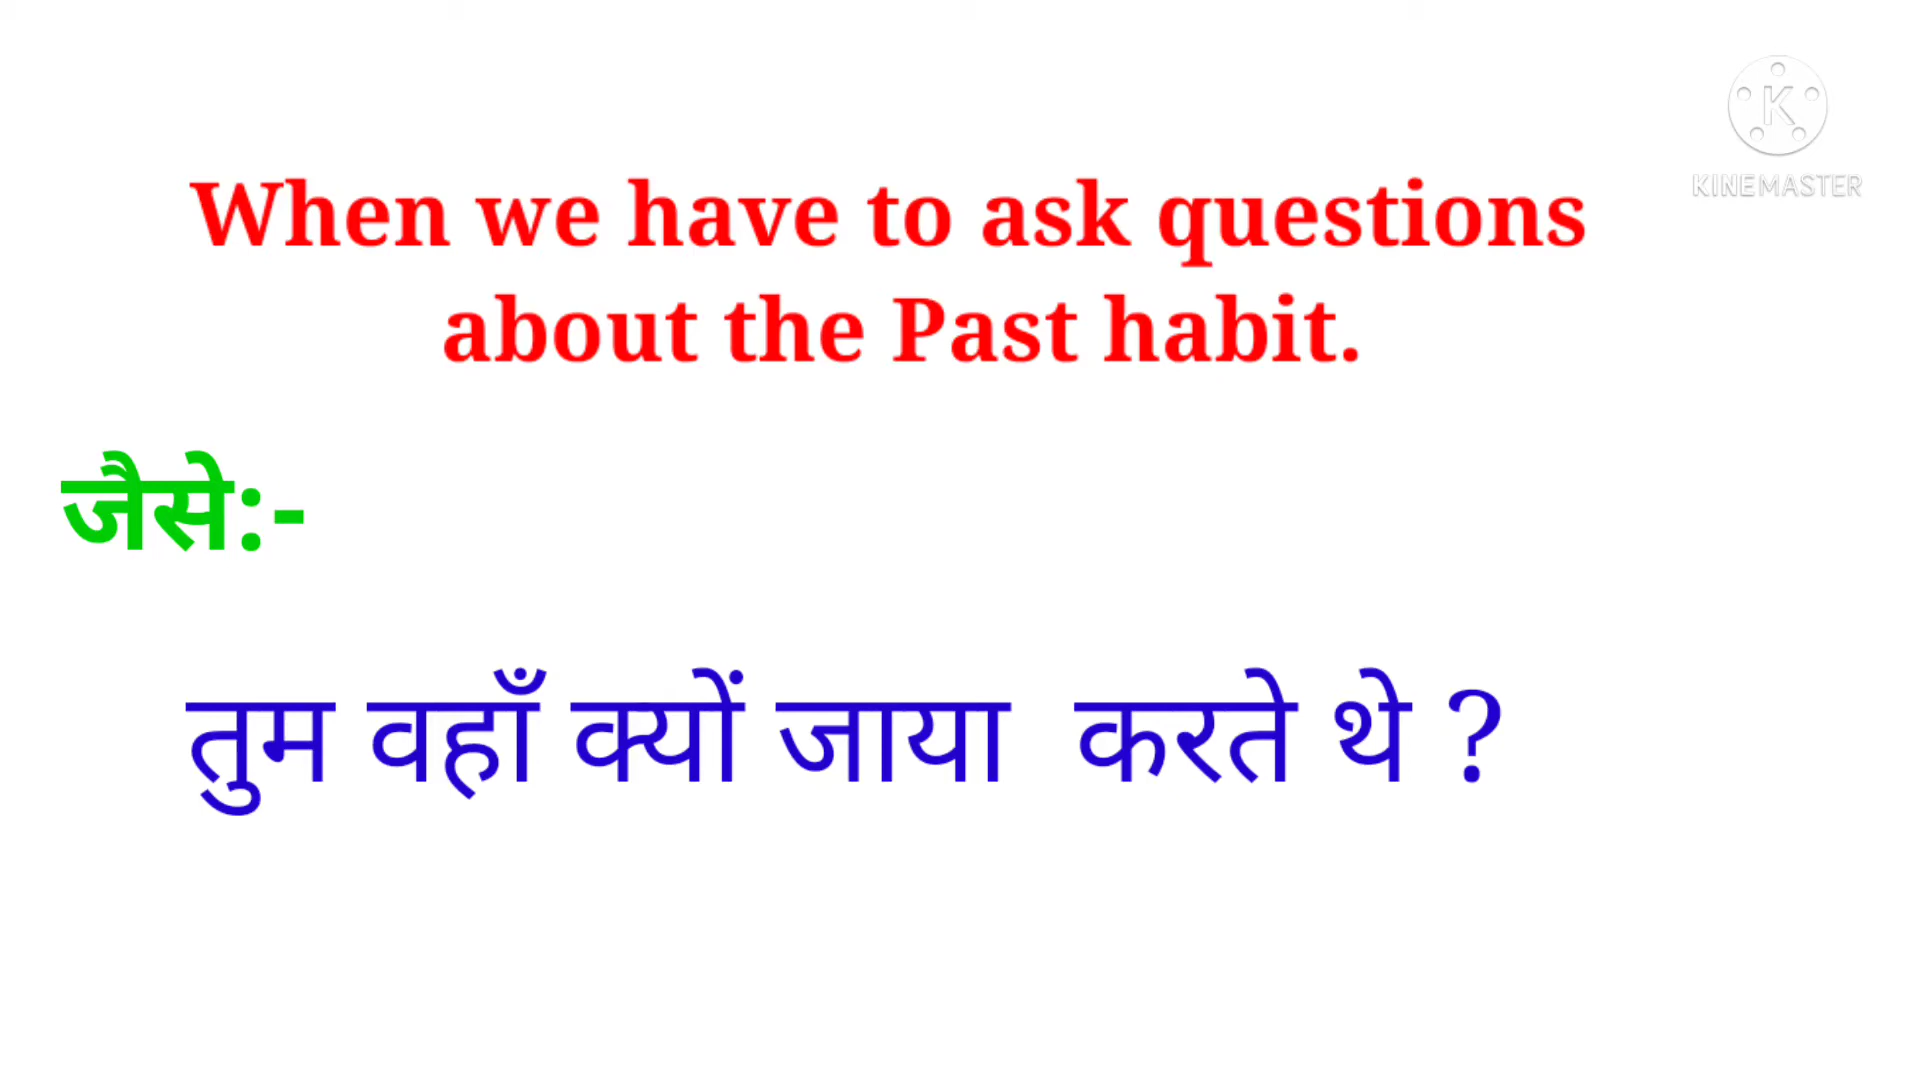 K
KINEMASTER
When we have to ask questions
about the Past habit.
जैसे:-
तुम वहाँ क्यों जाया करते थे ?